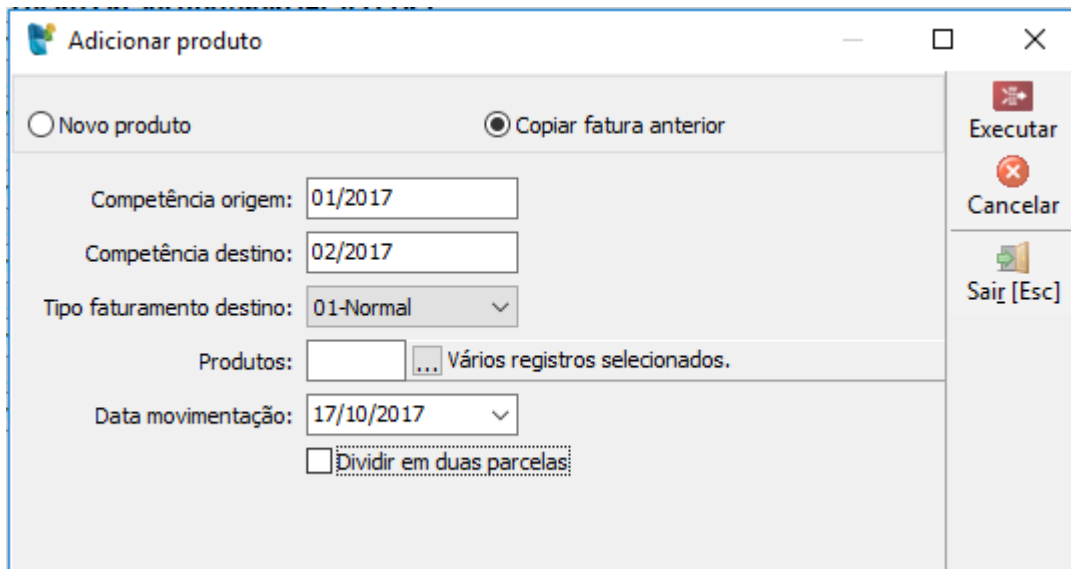 Adicionar produto
Novo produto
Copiar fatura anterior
Executar
Cancelar
Sair [Esc]
Competência origem: 01/2017
Competência destino: 02/2017
Tipo faturamento destino: 01-Normal
Produtos: ... Vários registros selecionados.
Data movimentação: 17/10/2017
Dividir em duas parcelas